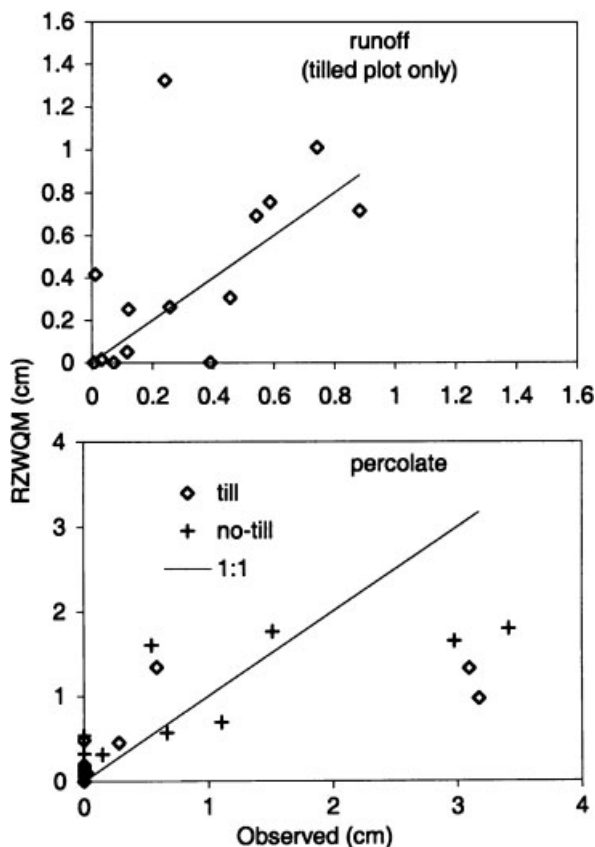 1.6
runoff
1.4
(tilled plot only)
1.2
1
0.8
0.6
0.4
0.2
0
0 0.2 0.4 0.6 0.8 1 1.2 1.4 1.6
RZWQM (cm)
4
percolate
till
3
no-till
1:1
2
1
0
0 1 2 3 4
Observed (cm)